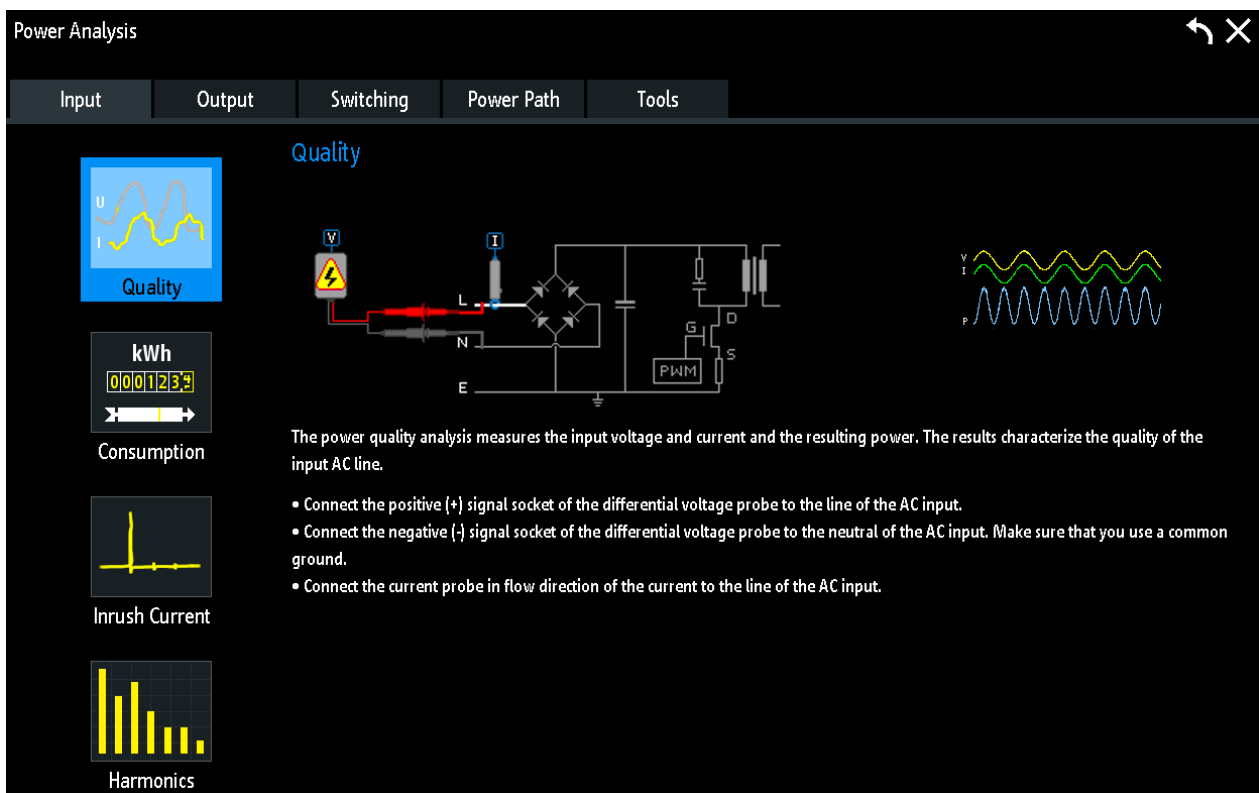 Power Analysis
Input Output Switching Power Path Tools
Quality
U
I
Quality
kWh
000123,4
Consumption
Inrush Current
Harmonics
V
I
L
N
E
G
D
S
PWM
V
I
P
The power quality analysis measures the input voltage and current and the resulting power. The results characterize the quality of the
input AC line.
• Connect the positive (+) signal socket of the differential voltage probe to the line of the AC input.
• Connect the negative (-) signal socket of the differential voltage probe to the neutral of the AC input. Make sure that you use a common
ground.
• Connect the current probe in flow direction of the current to the line of the AC input.